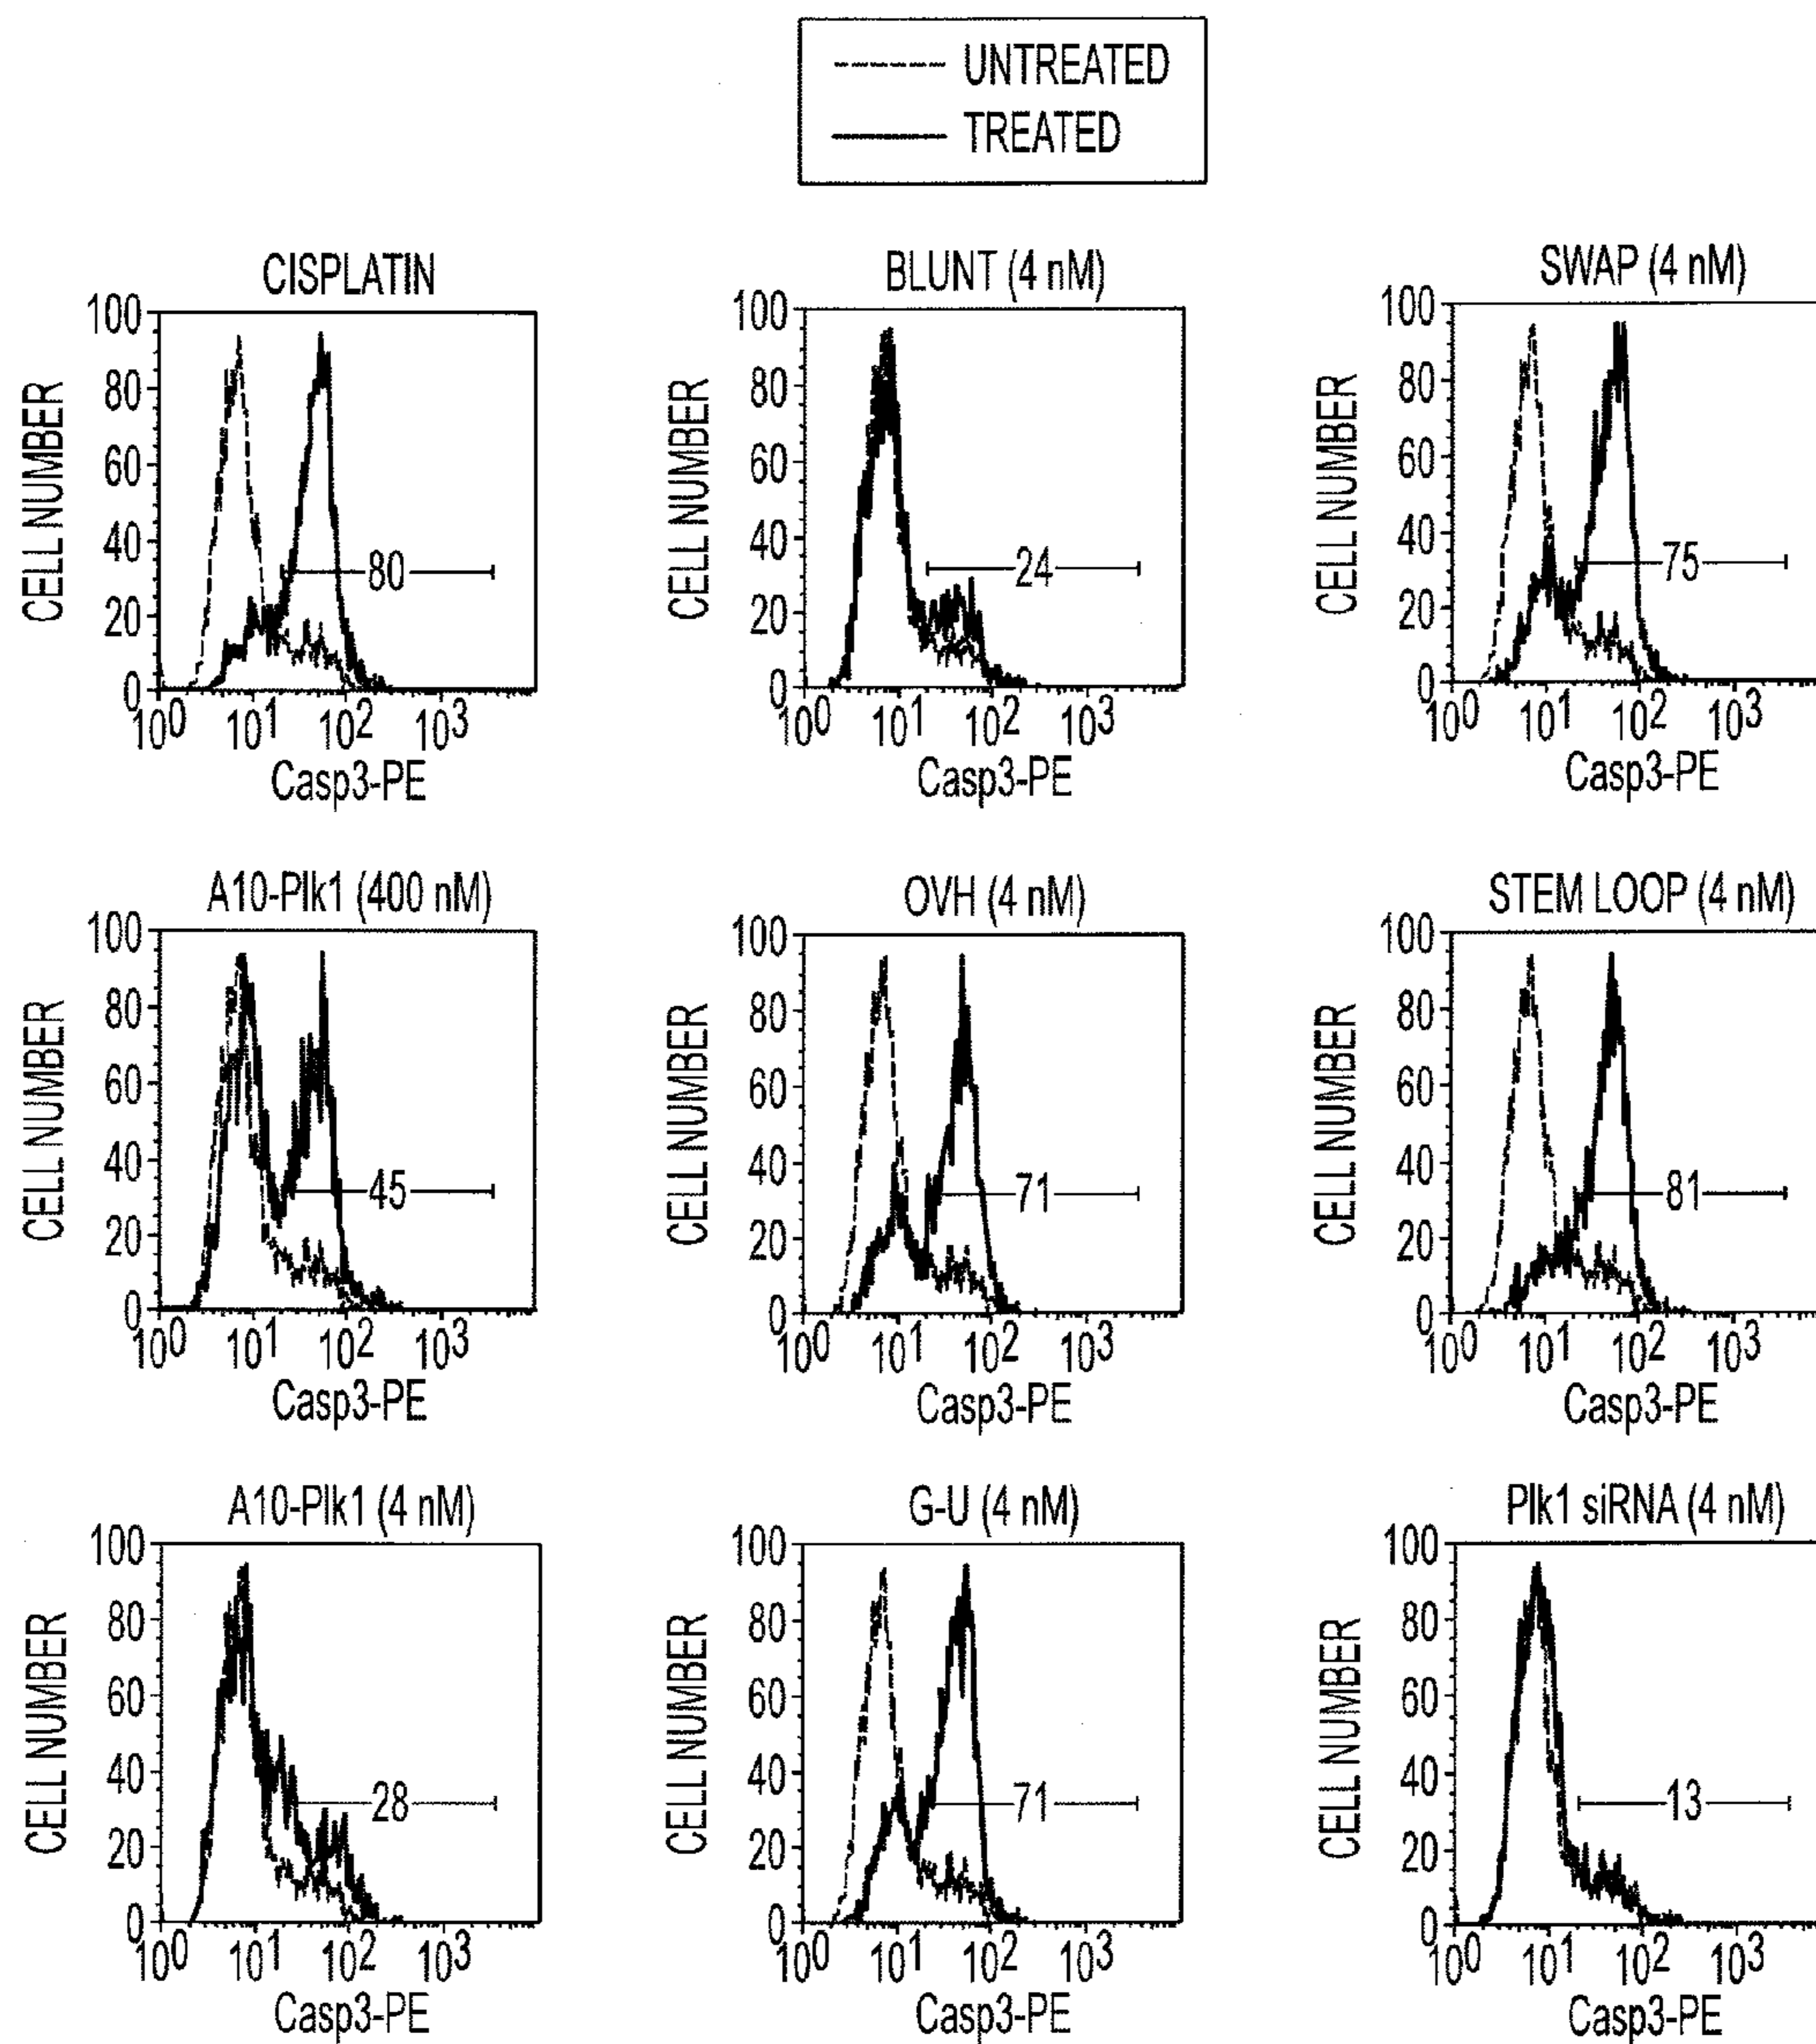 UNTREATED
TREATED
CISPLATIN
100
80
60
40
20
0
CELL NUMBER
80
10^0 10^1 10^2 10^3
Casp3-PE
BLUNT (4 nM)
100
80
60
40
20
0
CELL NUMBER
24
10^0 10^1 10^2 10^3
Casp3-PE
SWAP (4 nM)
100
80
60
40
20
0
CELL NUMBER
75
10^0 10^1 10^2 10^3
Casp3-PE
A10-Plk1 (400 nM)
100
80
60
40
20
0
CELL NUMBER
45
10^0 10^1 10^2 10^3
Casp3-PE
OVH (4 nM)
100
80
60
40
20
0
CELL NUMBER
71
10^0 10^1 10^2 10^3
Casp3-PE
STEM LOOP (4 nM)
100
80
60
40
20
0
CELL NUMBER
81
10^0 10^1 10^2 10^3
Casp3-PE
A10-Plk1 (4 nM)
100
80
60
40
20
0
CELL NUMBER
28
10^0 10^1 10^2 10^3
Casp3-PE
G-U (4 nM)
100
80
60
40
20
0
CELL NUMBER
71
10^0 10^1 10^2 10^3
Casp3-PE
Plk1 siRNA (4 nM)
100
80
60
40
20
0
CELL NUMBER
13
10^0 10^1 10^2 10^3
Casp3-PE